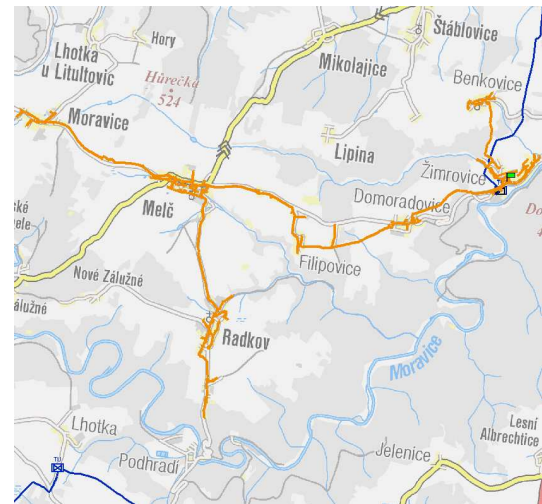 Lhotka
u Litultovic
Hory
Hůrečka
524
Mikolajice
Štáblovice
Benkovice
Moravice
Lipina
Žimrovice
Melč
Domoradovice
Filipovice
Nové Zálužné
Radkov
Moravice
Lhotka
Podhradí
Jelenice
Lesní
Albrechtice